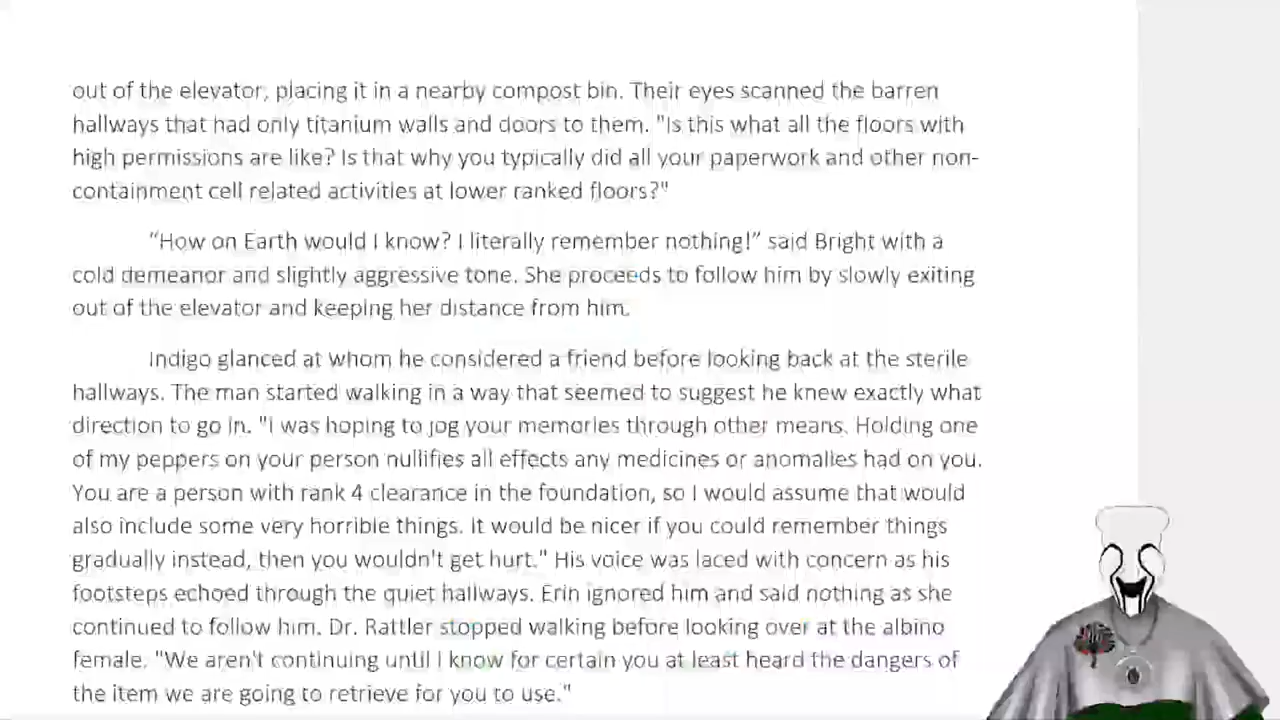 out of the elevator, placing it in a nearby compost bin. Their eyes scanned the barren
hallways that had only titanium walls and doors to them. "Is this what all the floors with
high permissions are like? Is that why you typically did all your paperwork and other non-
containment cell related activities at lower ranked floors?"
“How on Earth would I know? I literally remember nothing!” said Bright with a
cold demeanor and slightly aggressive tone. She proceeds to follow him by slowly exiting
out of the elevator and keeping her distance from him.
Indigo glanced at whom he considered a friend before looking back at the sterile
hallways. The man started walking in a way that seemed to suggest he knew exactly what
direction to go in. "I was hoping to jog your memories through other means. Holding one
of my peppers on your person nullifies all effects any medicines or anomalies had on you.
You are a person with rank 4 clearance in the foundation, so I would assume that would
also include some very horrible things. It would be nicer if you could remember things
gradually instead, then you wouldn't get hurt." His voice was laced with concern as his
footsteps echoed through the quiet hallways. Erin ignored him and said nothing as she
continued to follow him. Dr. Rattler stopped walking before looking over at the albino
female. "We aren't continuing until I know for certain you at least heard the dangers of
the item we are going to retrieve for you to use."